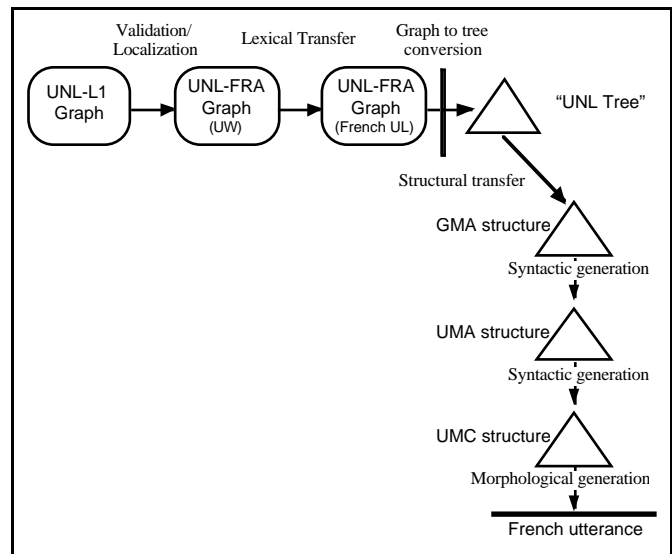 Validation/
Localization
Lexical Transfer
Graph to tree
conversion
UNL-L1
Graph
UNL-FRA
Graph
(UW)
UNL-FRA
Graph
(French UL)
“UNL Tree”
Structural transfer
GMA structure
Syntactic generation
UMA structure
Syntactic generation
UMC structure
Morphological generation
French utterance